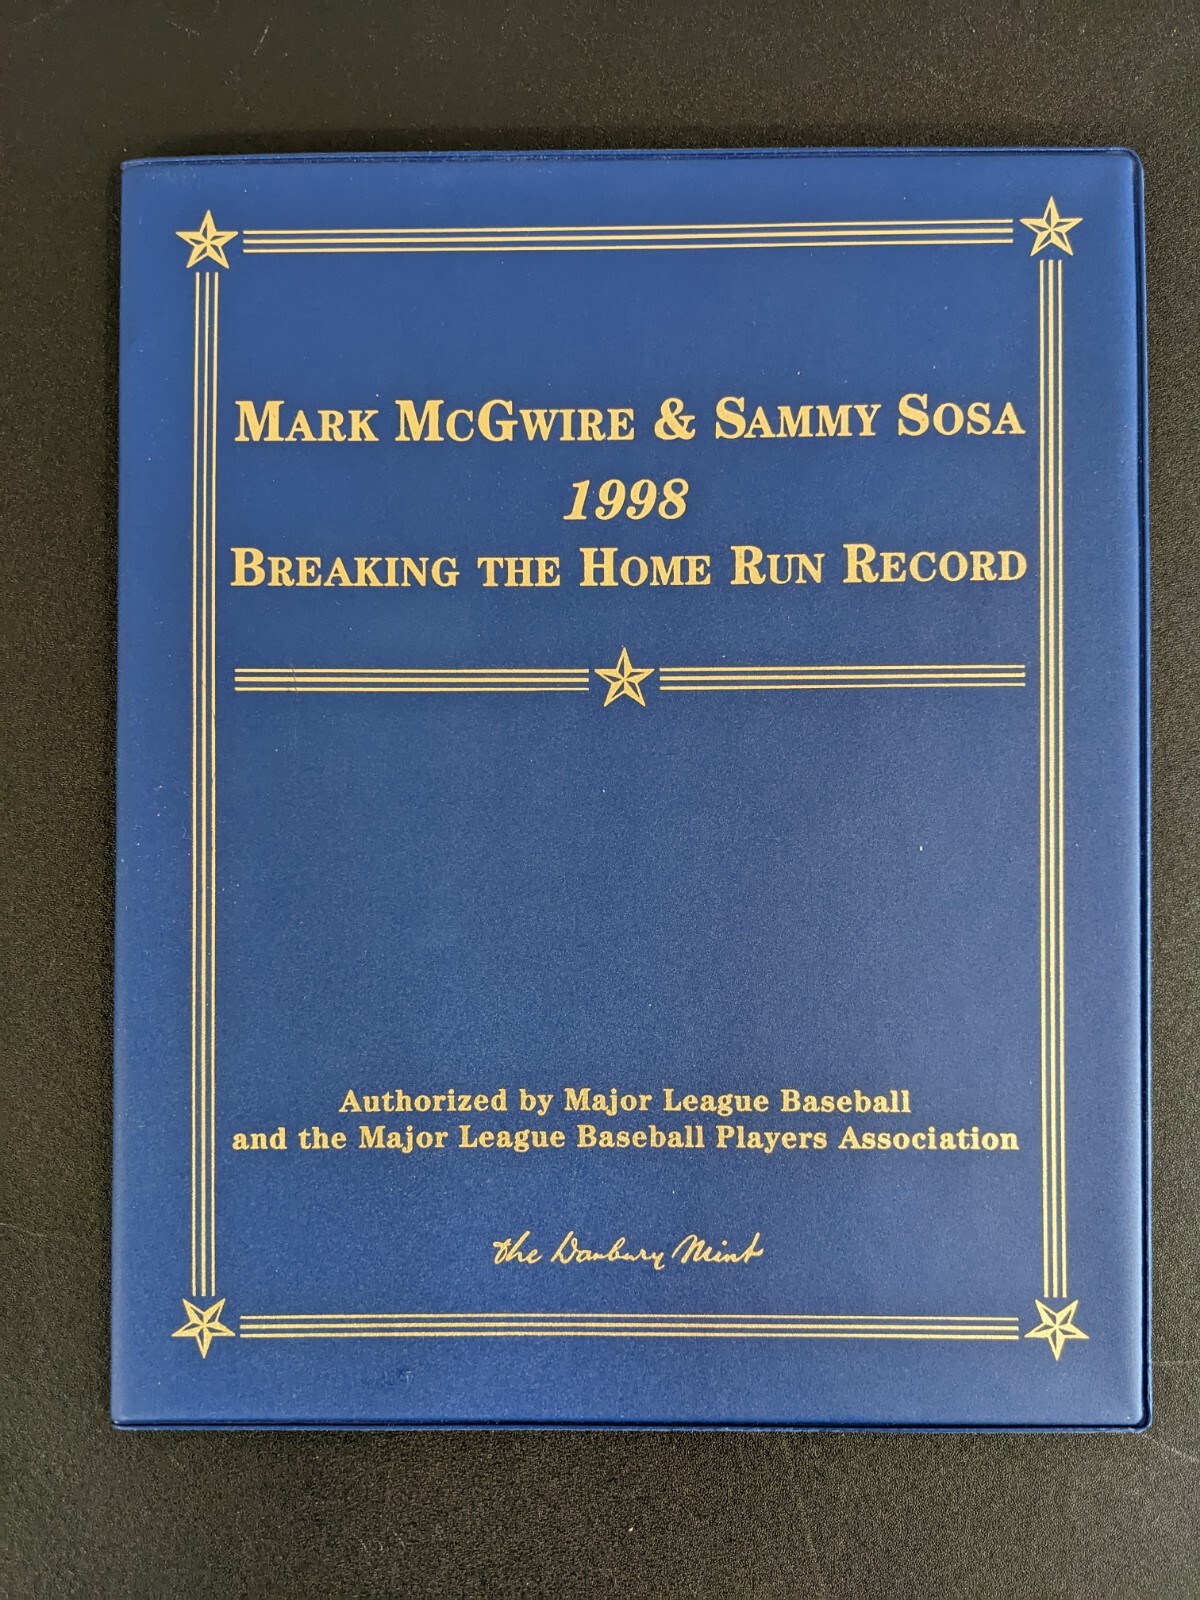 MARK MCGWIRE & SAMMY SOSA
1998
BREAKING THE HOME RUN RECORD
Authorized by Major League Baseball
and the Major League Baseball Players Association
the Danbury Mint